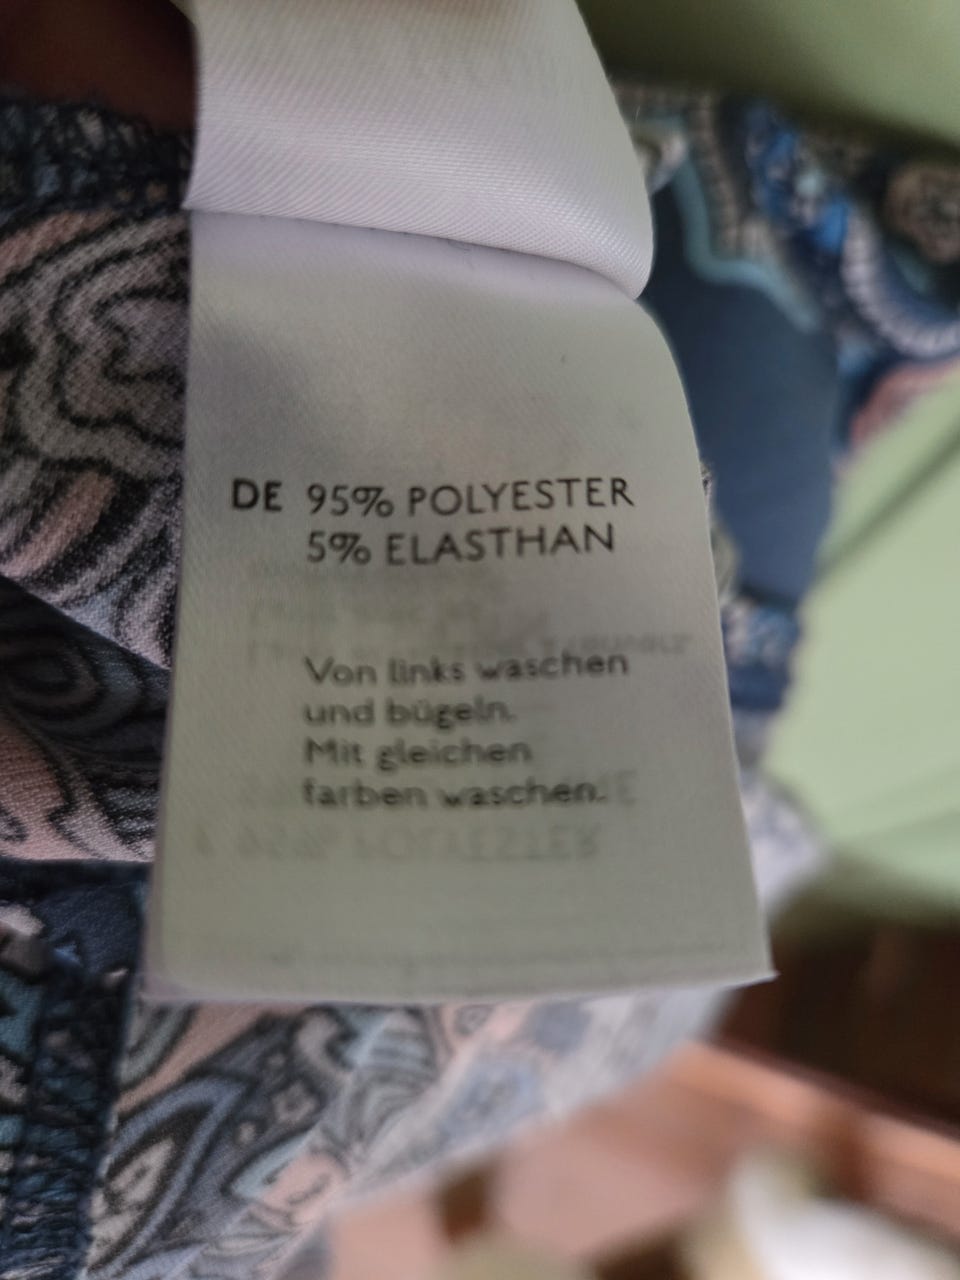 DE 95% POLYESTER
5% ELASTHAN
Von links waschen
und bügeln.
Mit gleichen
farben waschen.